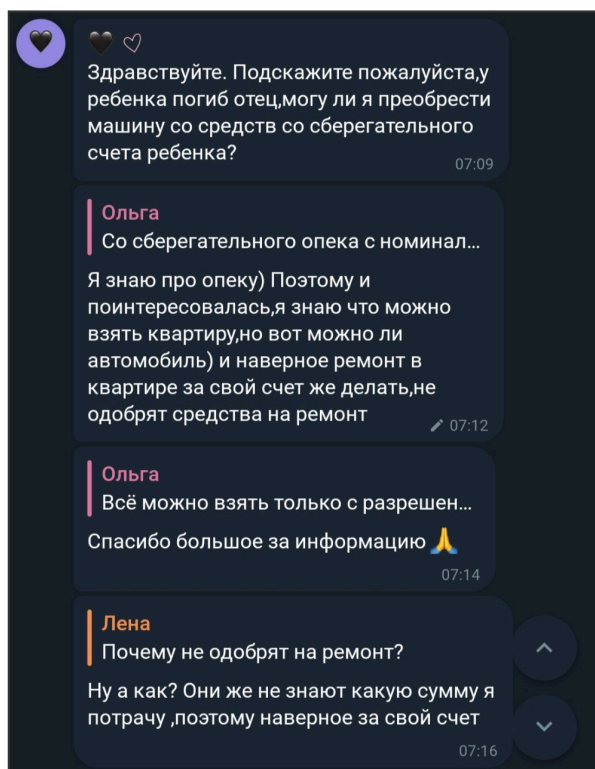 🖤 ♡
Здравствуйте. Подскажите пожалуйста,у
ребенка погиб отец,могу ли я преобрести
машину со средств со сберегательного
счета ребенка?
07:09
Ольга
Со сберегательного опека с номинал...
Я знаю про опеку) Поэтому и
поинтересовалась,я знаю что можно
взять квартиру,но вот можно ли
автомобиль) и наверное ремонт в
квартире за свой счет же делать,не
одобрят средства на ремонт
07:12
Ольга
Всё можно взять только с разрешен...
Спасибо большое за информацию 🙏
07:14
Лена
Почему не одобрят на ремонт?
Ну а как? Они же не знают какую сумму я
потрачу ,поэтому наверное за свой счет
07:16